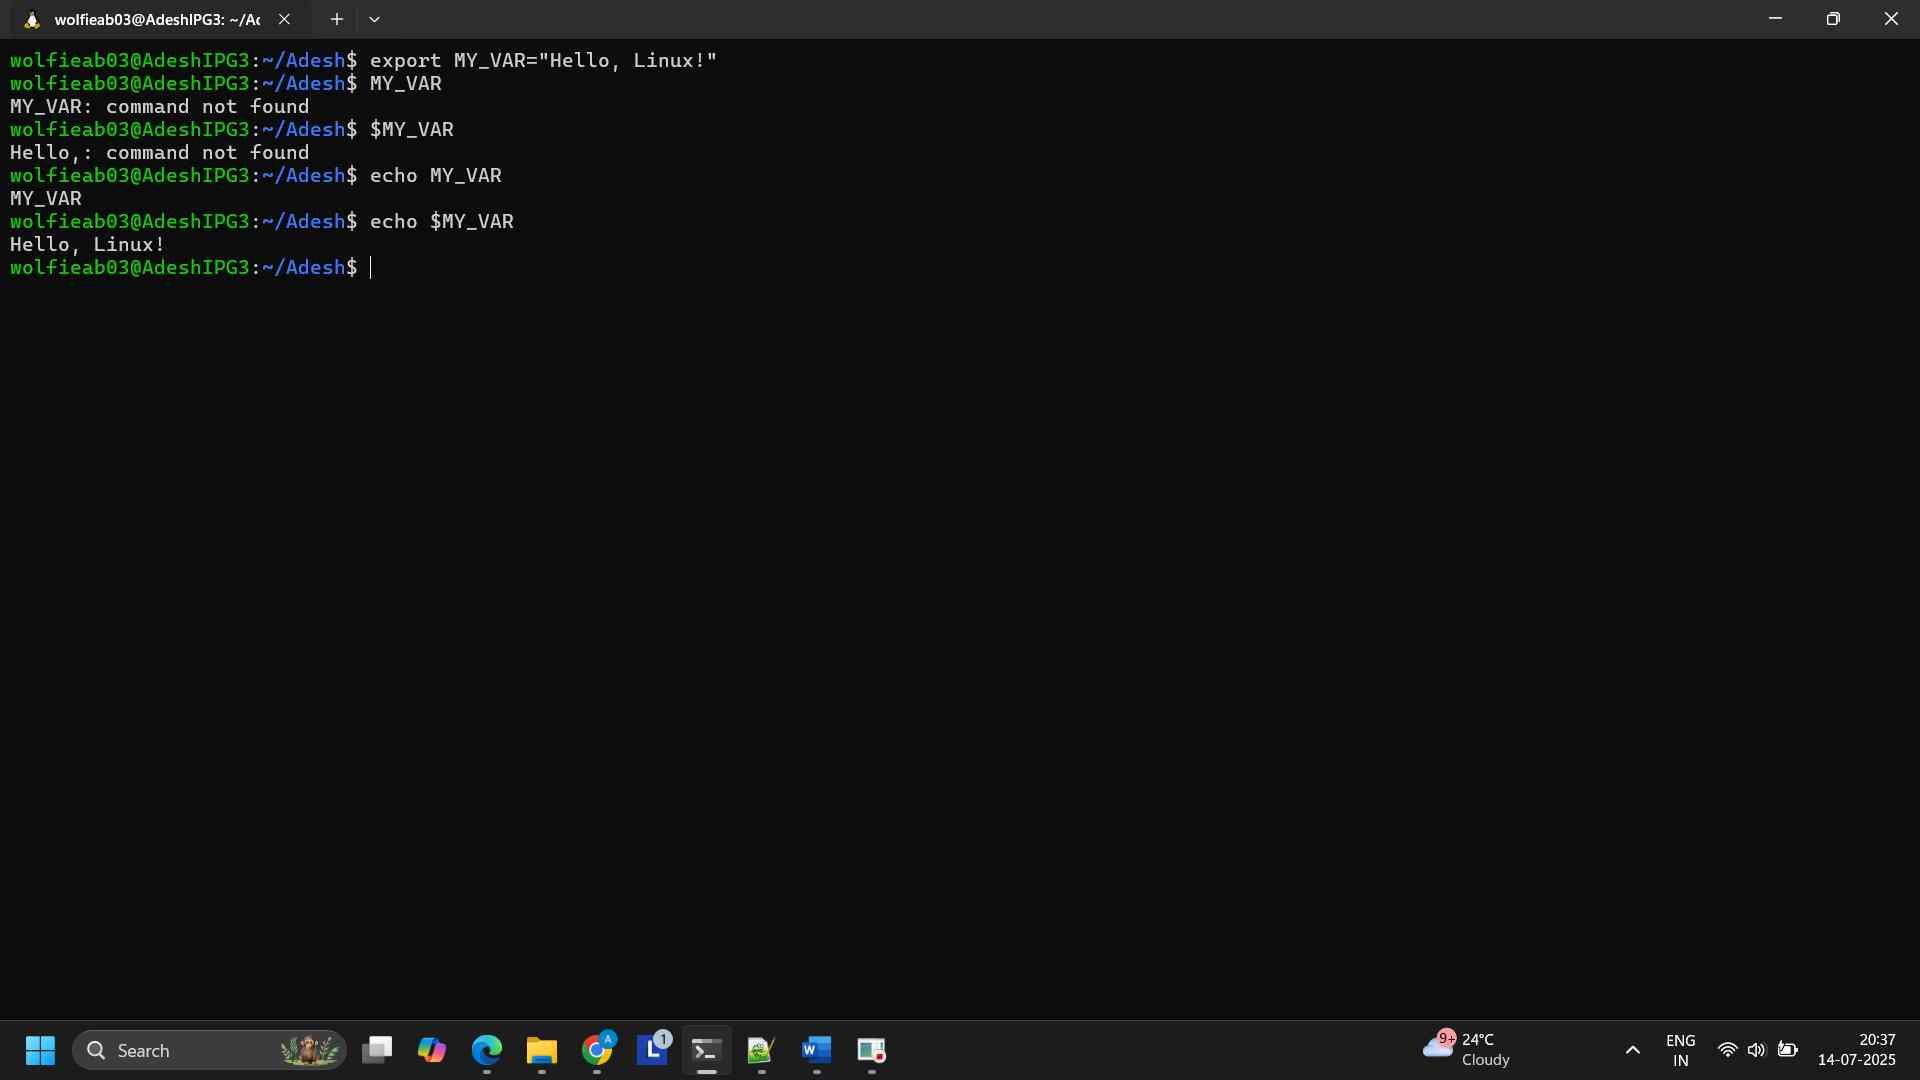 wolfieab03@AdeshIPG3: ~/Ac
wolfieab03@AdeshIPG3:~/Adesh$ export MY_VAR="Hello, Linux!"
wolfieab03@AdeshIPG3:~/Adesh$ MY_VAR
MY_VAR: command not found
wolfieab03@AdeshIPG3:~/Adesh$ $MY_VAR
Hello,: command not found
wolfieab03@AdeshIPG3:~/Adesh$ echo MY_VAR
MY_VAR
wolfieab03@AdeshIPG3:~/Adesh$ echo $MY_VAR
Hello, Linux!
wolfieab03@AdeshIPG3:~/Adesh$
Search
A
L 1
W
9+ 24°C
Cloudy
ENG
IN
20:37
14-07-2025